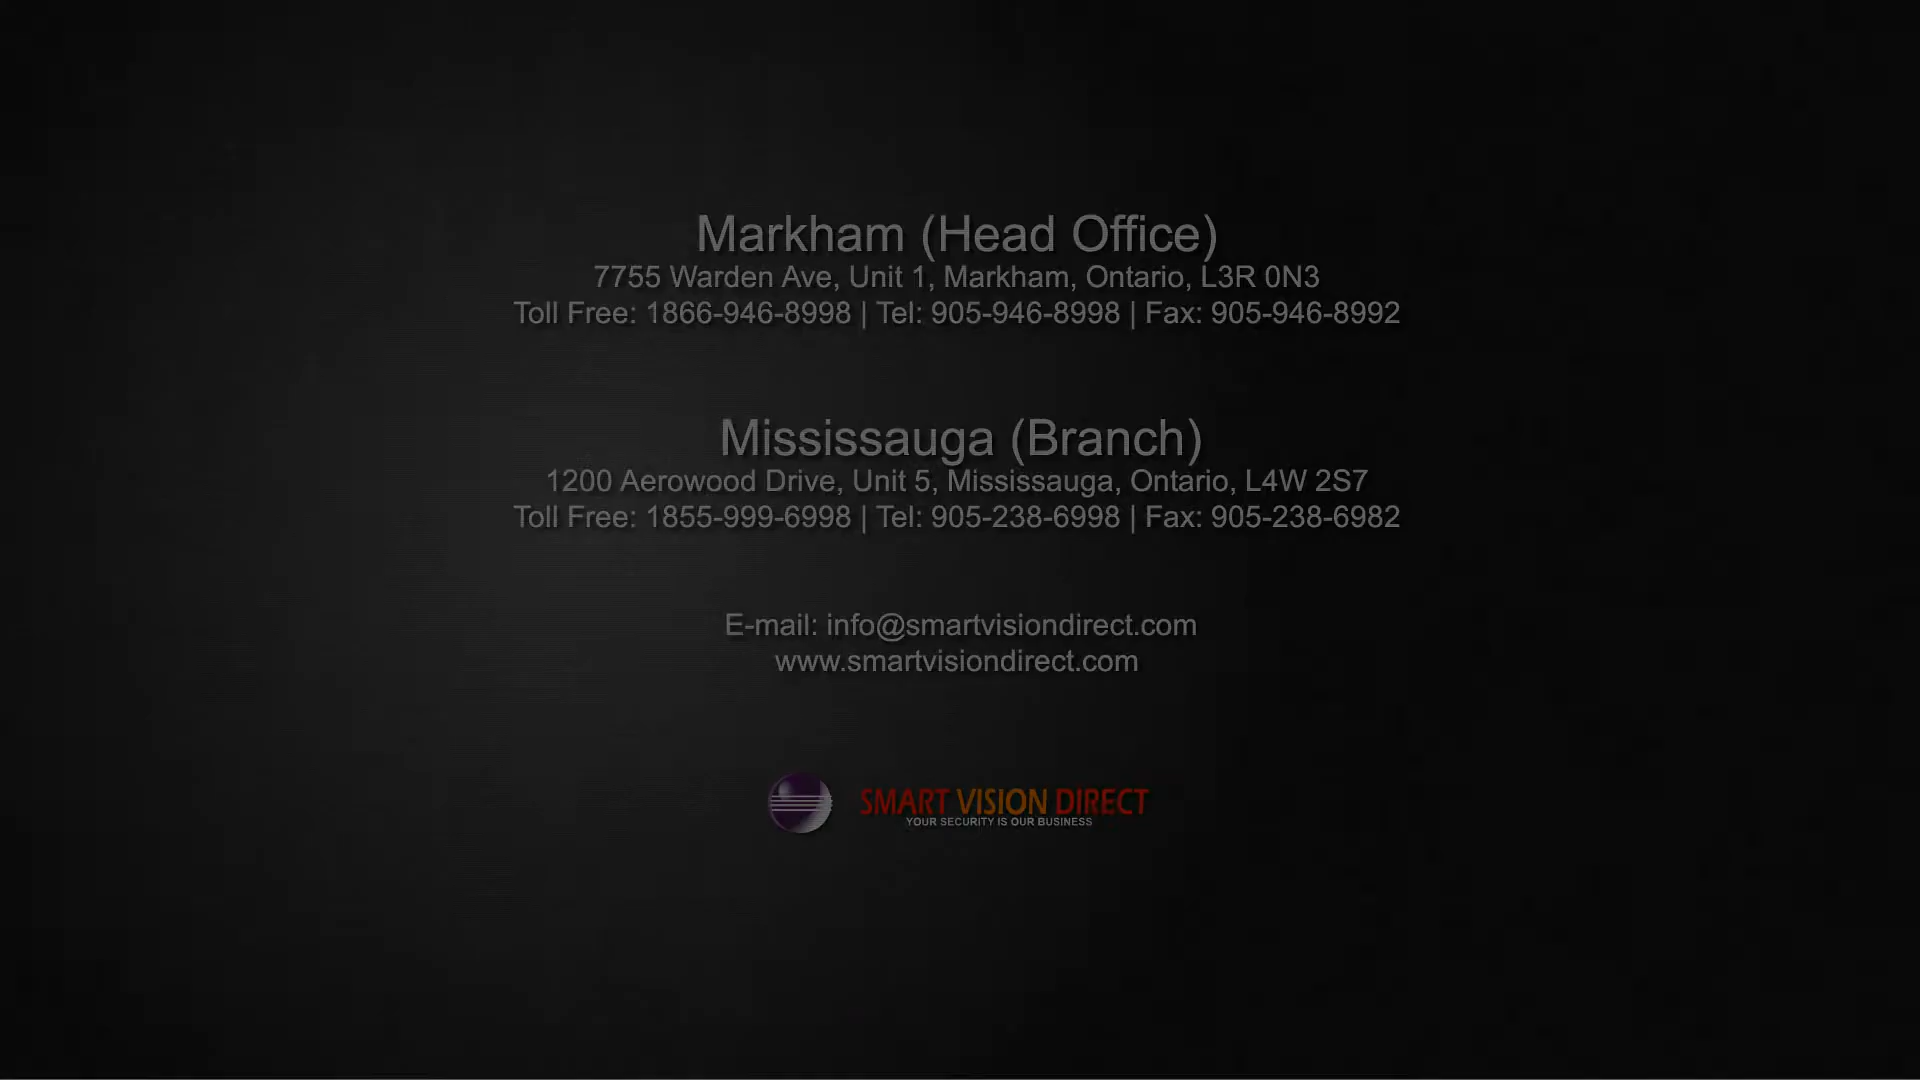 Markham (Head Office)
7755 Warden Ave, Unit 1, Markham, Ontario, L3R 0N3
Toll Free: 1866-946-8998 | Tel: 905-946-8998 | Fax: 905-946-8992
Mississauga (Branch)
1200 Aerowood Drive, Unit 5, Mississauga, Ontario, L4W 2S7
Toll Free: 1855-999-6998 | Tel: 905-238-6998 | Fax: 905-238-6982
E-mail: info@smartvisiondirect.com
www.smartvisiondirect.com
SMART VISION DIRECT
YOUR SECURITY IS OUR BUSINESS